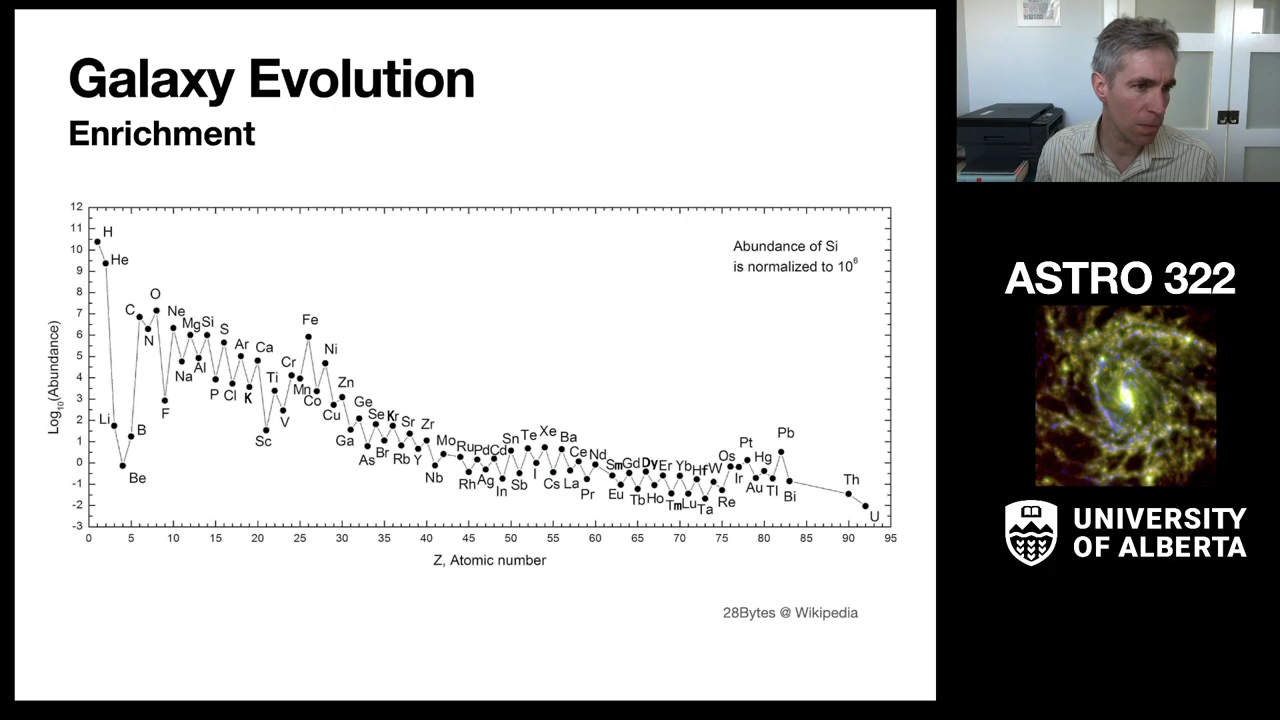 Galaxy Evolution
Enrichment
12
11
10
9
8
7
6
5
4
3
2
1
0
-1
-2
-3
Log10(Abundance)
H
He
Li
Be
B
C
N
O
F
Ne
Na
Mg
Al
Si
P
S
Cl
Ar
K
Ca
Sc
Ti
V
Cr
Mn
Fe
Co
Ni
Cu
Zn
Ga
Ge
As
Se
Br
Kr
Rb
Sr
Y
Zr
Nb
Mo
Ru
Rh
Pd
Ag
Cd
In
Sn
Sb
Te
I
Xe
Cs
Ba
La
Ce
Pr
Nd
Sm
Eu
Gd
Tb
Dy
Ho
Er
Tm
Yb
Lu
Hf
Ta
W
Re
Os
Ir
Pt
Au
Hg
Tl
Pb
Bi
Th
U
Abundance of Si
is normalized to 10^6
0 5 10 15 20 25 30 35 40 45 50 55 60 65 70 75 80 85 90 95
Z, Atomic number
28Bytes @ Wikipedia
ASTRO 322
UNIVERSITY
OF ALBERTA